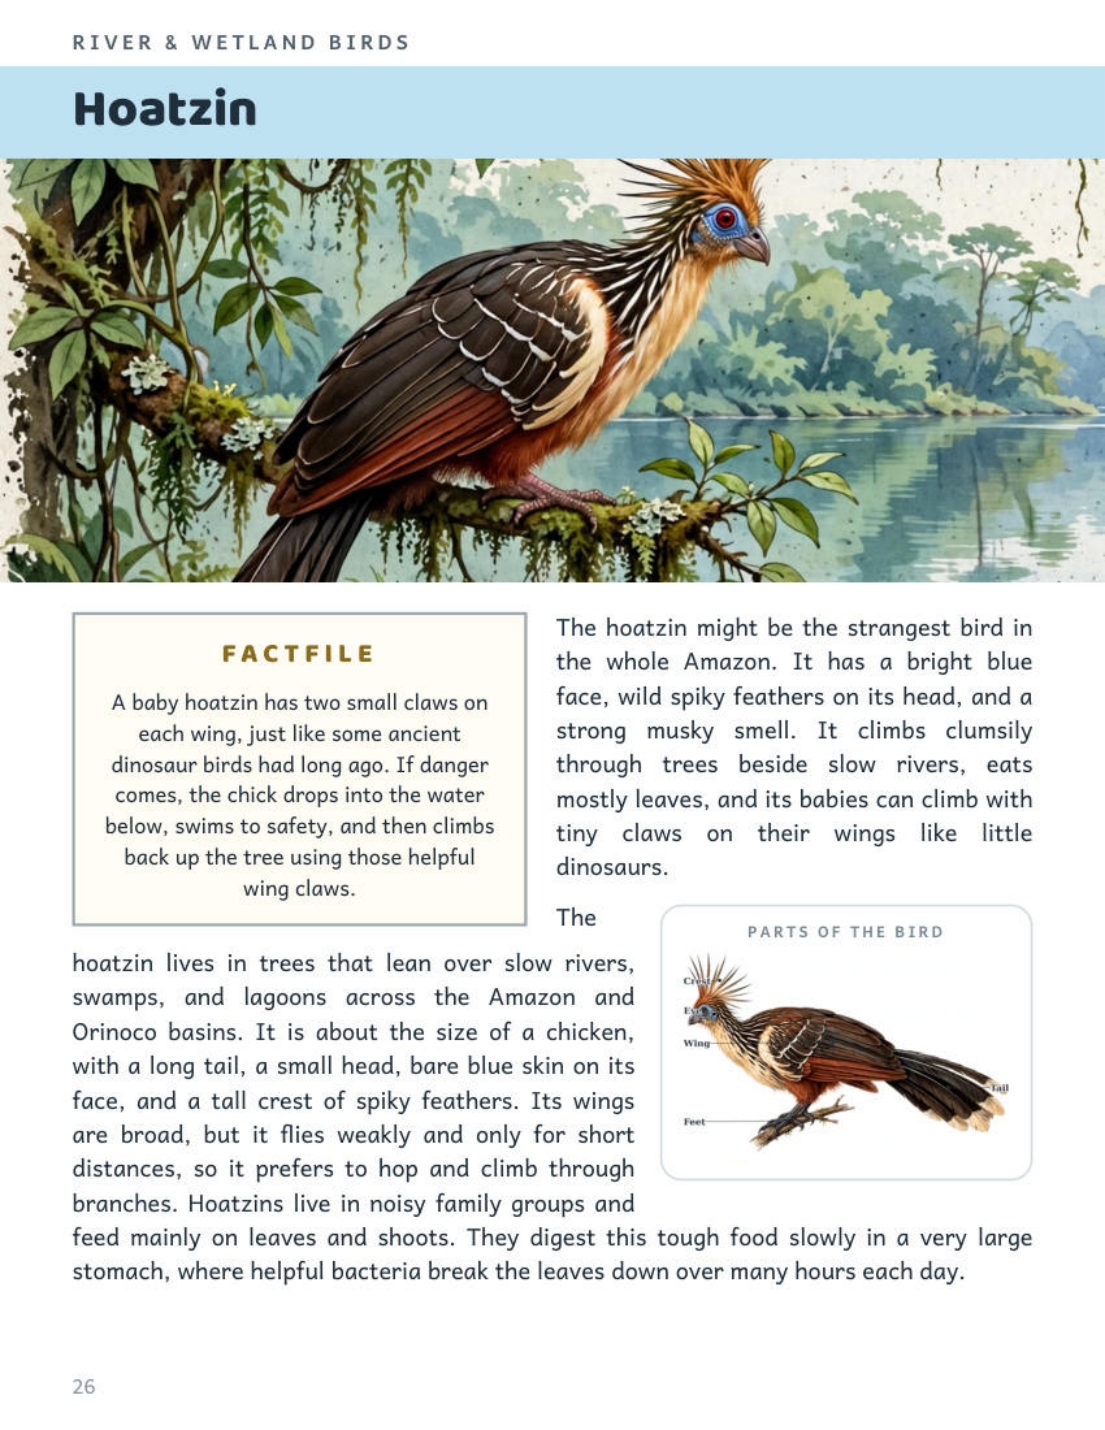 RIVER & WETLAND BIRDS
Hoatzin
FACTFILE
A baby hoatzin has two small claws on
each wing, just like some ancient
dinosaur birds had long ago. If danger
comes, the chick drops into the water
below, swims to safety, and then climbs
back up the tree using those helpful
wing claws.
The hoatzin might be the strangest bird in
the whole Amazon. It has a bright blue
face, wild spiky feathers on its head, and a
strong musky smell. It climbs clumsily
through trees beside slow rivers, eats
mostly leaves, and its babies can climb with
tiny claws on their wings like little
dinosaurs.
The
hoatzin lives in trees that lean over slow rivers,
swamps, and lagoons across the Amazon and
Orinoco basins. It is about the size of a chicken,
with a long tail, a small head, bare blue skin on its
face, and a tall crest of spiky feathers. Its wings
are broad, but it flies weakly and only for short
distances, so it prefers to hop and climb through
branches. Hoatzins live in noisy family groups and
feed mainly on leaves and shoots. They digest this tough food slowly in a very large
stomach, where helpful bacteria break the leaves down over many hours each day.
PARTS OF THE BIRD
Crest
Eye
Wing
Tail
Feet
26